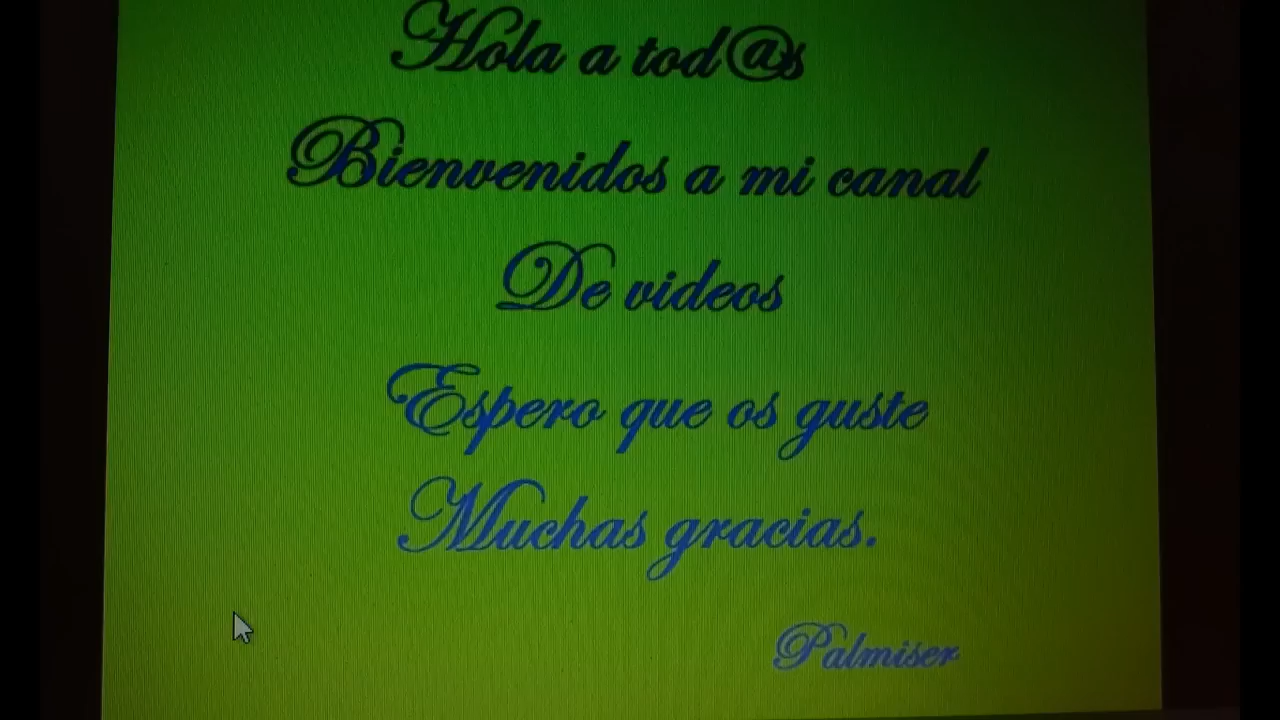 Hola a tod@s
Bienvenidos a mi canal
De videos
Espero que os guste
Muchas gracias.
Palmiser